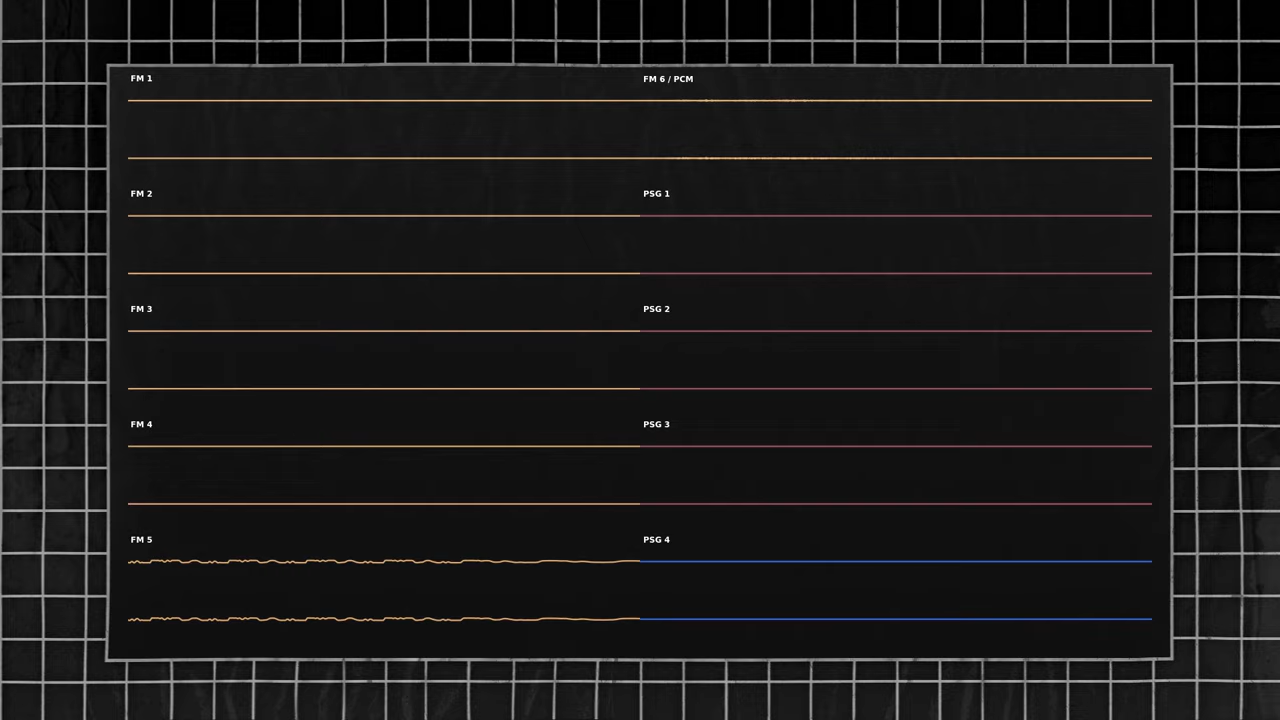 FM 1
FM 6 / PCM
FM 2
PSG 1
FM 3
PSG 2
FM 4
PSG 3
FM 5
PSG 4